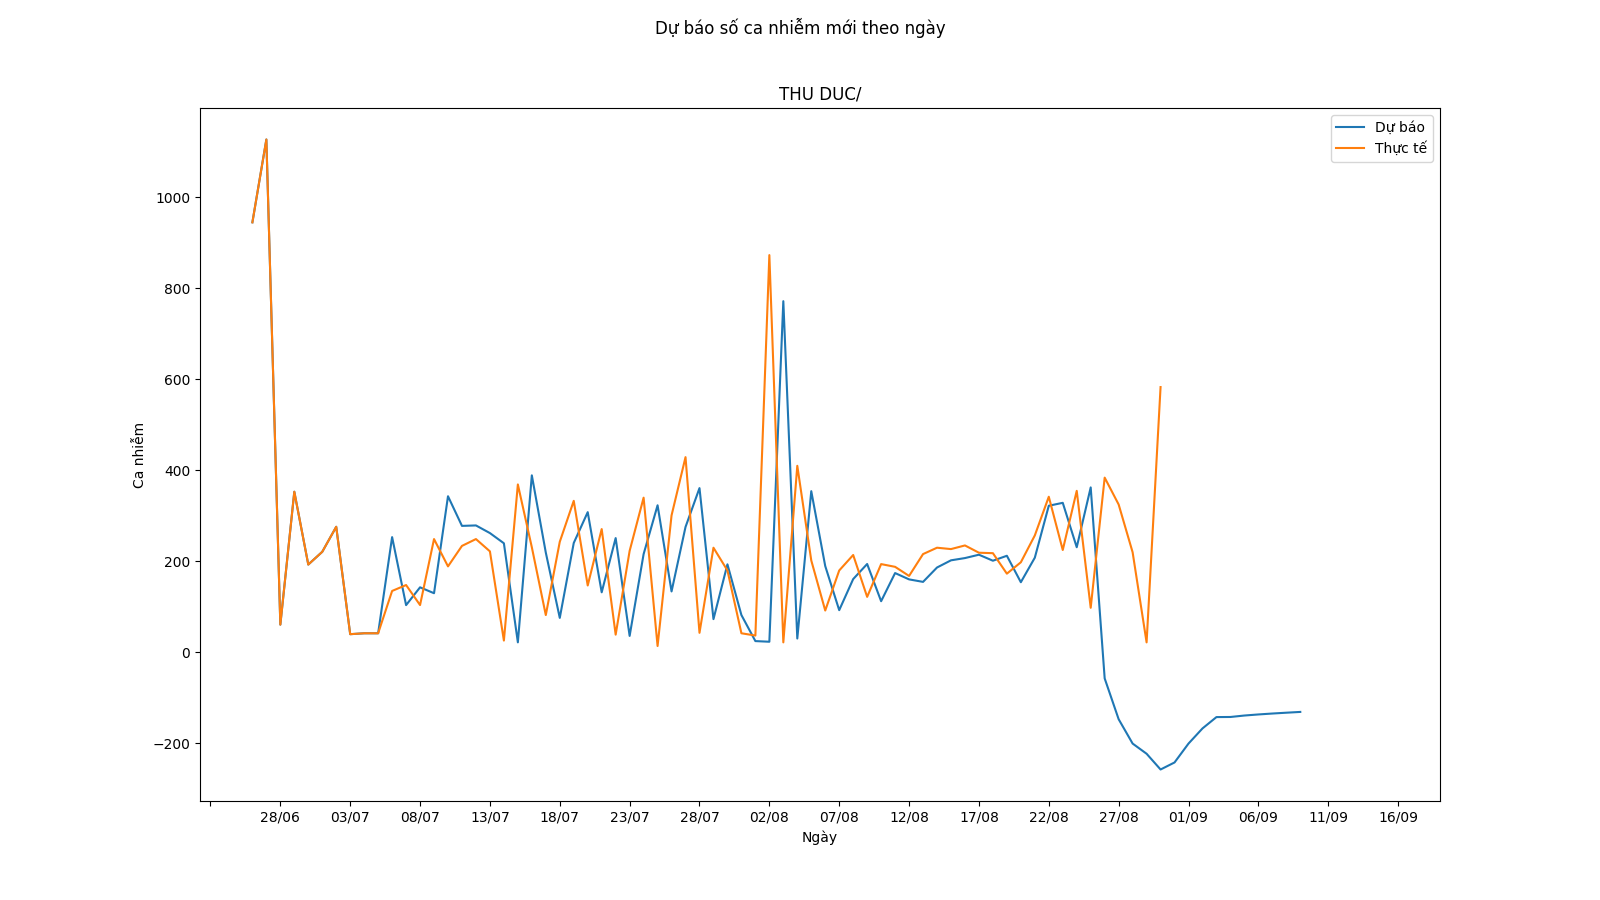 Dự báo số ca nhiễm mới theo ngày
THU DUC/
Dự báo
Thực tế
1000
800
600
400
200
0
−200
Ca nhiễm
28/06 03/07 08/07 13/07 18/07 23/07 28/07 02/08 07/08 12/08 17/08 22/08 27/08 01/09 06/09 11/09 16/09
Ngày